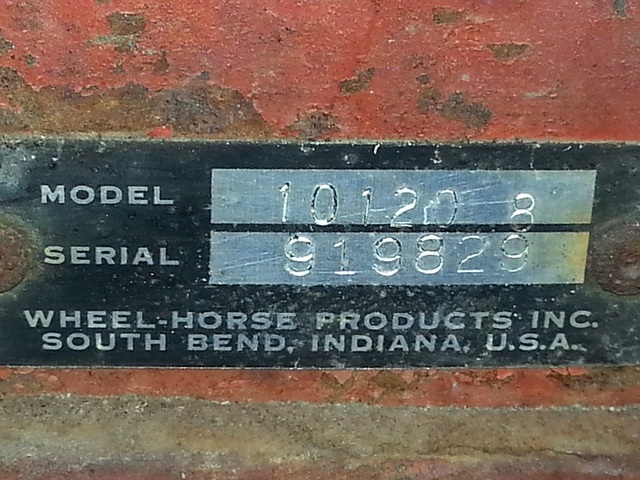 MODEL 10120 8
SERIAL 919829
WHEEL-HORSE PRODUCTS INC.
SOUTH BEND, INDIANA, U.S.A.